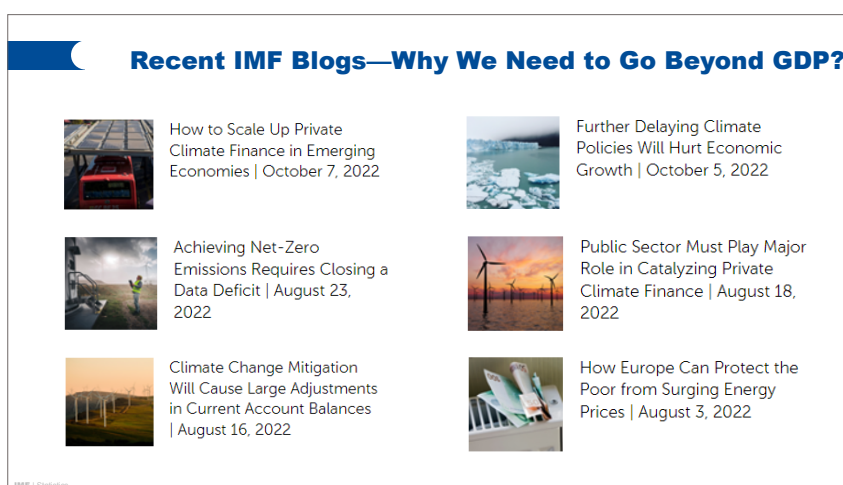 Recent IMF Blogs—Why We Need to Go Beyond GDP?
How to Scale Up Private
Climate Finance in Emerging
Economies | October 7, 2022
Further Delaying Climate
Policies Will Hurt Economic
Growth | October 5, 2022
Achieving Net-Zero
Emissions Requires Closing a
Data Deficit | August 23,
2022
Public Sector Must Play Major
Role in Catalyzing Private
Climate Finance | August 18,
2022
Climate Change Mitigation
Will Cause Large Adjustments
in Current Account Balances
| August 16, 2022
How Europe Can Protect the
Poor from Surging Energy
Prices | August 3, 2022